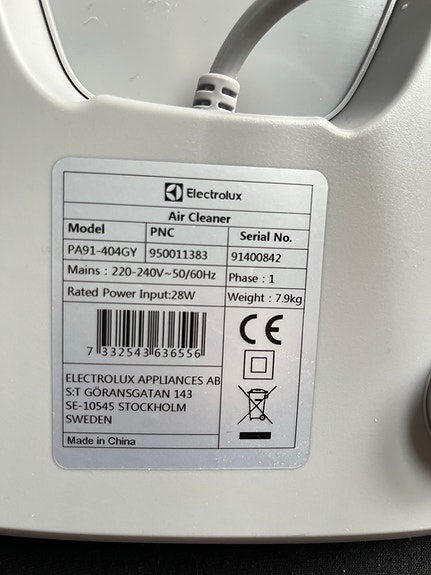 Electrolux
Air Cleaner
Model PNC Serial No.
PA91-404GY 950011383 91400842
Mains : 220-240V~50/60Hz Phase : 1
Rated Power Input:28W Weight : 7.9kg
7 332543 636556
CE
ELECTROLUX APPLIANCES AB
S:T GÖRANSGATAN 143
SE-10545 STOCKHOLM
SWEDEN
Made in China